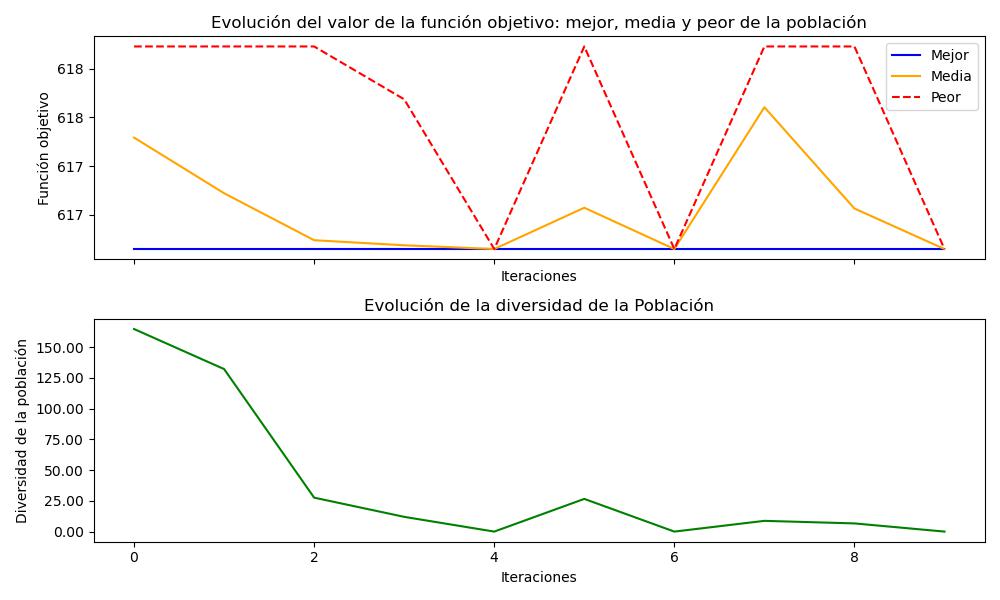 Evolución del valor de la función objetivo: mejor, media y peor de la población
Función objetivo
618
618
617
617
Mejor
Media
Peor
Iteraciones
Evolución de la diversidad de la Población
Diversidad de la población
150.00
125.00
100.00
75.00
50.00
25.00
0.00
0 2 4 6 8
Iteraciones